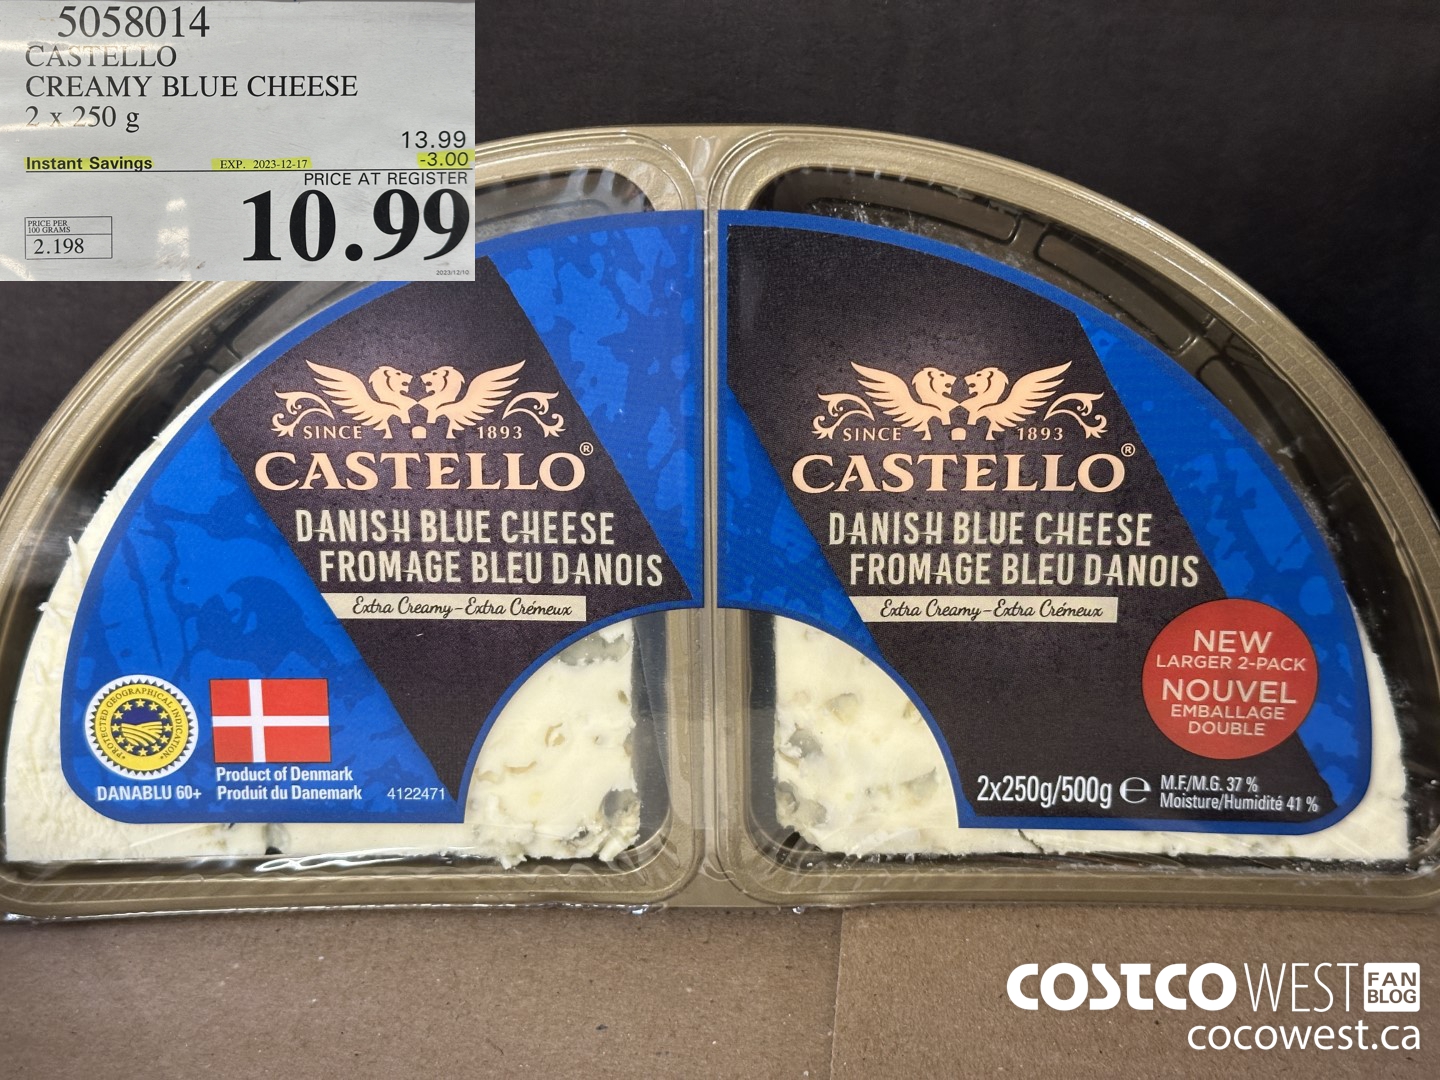 5058014
CASTELLO
CREAMY BLUE CHEESE
2 x 250 g
13.99
Instant Savings EXP. 2023-12-17 -3.00
PRICE AT REGISTER
10.99
PRICE PER
100 GRAMS
2.198
2023/12/10
SINCE 1893
CASTELLO®
DANISH BLUE CHEESE
FROMAGE BLEU DANOIS
Extra Creamy-Extra Crémeux
PROTECTED GEOGRAPHICAL INDICATION
DANABLU 60+
Product of Denmark
Produit du Danemark
4122471
SINCE 1893
CASTELLO®
DANISH BLUE CHEESE
FROMAGE BLEU DANOIS
Extra Creamy-Extra Crémeux
NEW
LARGER 2-PACK
NOUVEL
EMBALLAGE
DOUBLE
2x250g/500g e
M.F./M.G. 37 %
Moisture/Humidité 41 %
COSTCO WEST FAN BLOG
cocowest.ca